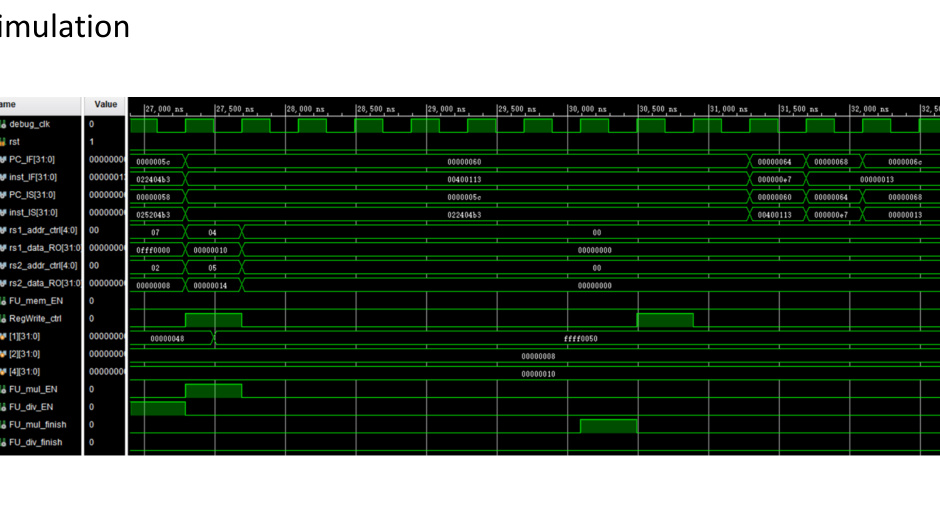 imulation
ame Value 27,000 ns 27,500 ns 28,000 ns 28,500 ns 29,000 ns 29,500 ns 30,000 ns 30,500 ns 31,000 ns 31,500 ns 32,000 ns 32,5
debug_clk 0
rst 1
PC_IF[31:0] 0000000 0000005c 00000060 00000064 00000068 0000006c
inst_IF[31:0] 0000001 022404b3 00400113 000000e7 00000013
PC_IS[31:0] 0000000 00000058 0000005c 00000060 00000064 00000068
inst_IS[31:0] 0000000 025204b3 022404b3 00400113 000000e7 00000013
rs1_addr_ctrl[4:0] 00 07 04 00
rs1_data_RO[31:0 0000000 0fff0000 00000010 00000000
rs2_addr_ctrl[4:0] 00 02 05 00
rs2_data_RO[31:0 0000000 00000008 00000014 00000000
FU_mem_EN 0
RegWrite_ctrl 0
[1][31:0] 0000000 00000048 ffff0050
[2][31:0] 0000000 00000008
[4][31:0] 0000000 00000010
FU_mul_EN 0
FU_div_EN 0
FU_mul_finish 0
FU_div_finish 0